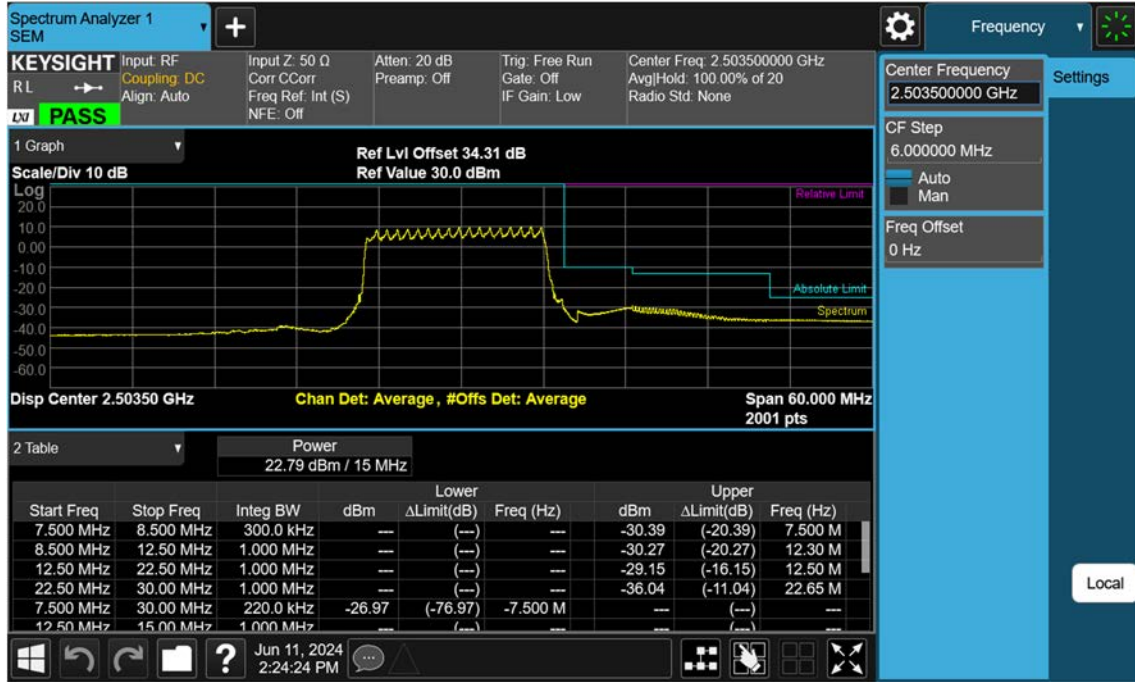 Spectrum Analyzer 1
SEM
Frequency
KEYSIGHT
R L
LXI
PASS
Input: RF
Coupling: DC
Align: Auto
Input Z: 50 Ω
Corr CCorr
Freq Ref: Int (S)
NFE: Off
Atten: 20 dB
Preamp: Off
Trig: Free Run
Gate: Off
IF Gain: Low
Center Freq: 2.503500000 GHz
Avg|Hold: 100.00% of 20
Radio Std: None
Center Frequency
2.503500000 GHz
Settings
CF Step
6.000000 MHz
Auto
Man
Freq Offset
0 Hz
1 Graph
Scale/Div 10 dB
Ref Lvl Offset 34.31 dB
Ref Value 30.0 dBm
Log
20.0
10.0
0.00
-10.0
-20.0
-30.0
-40.0
-50.0
-60.0
Relative Limit
Absolute Limit
Spectrum
Disp Center 2.50350 GHz
Chan Det: Average, #Offs Det: Average
Span 60.000 MHz
2001 pts
2 Table
Power
22.79 dBm / 15 MHz
Lower Upper
Start Freq Stop Freq Integ BW dBm ΔLimit(dB) Freq (Hz) dBm ΔLimit(dB) Freq (Hz)
7.500 MHz 8.500 MHz 300.0 kHz --- (---) --- -30.39 (-20.39) 7.500 M
8.500 MHz 12.50 MHz 1.000 MHz --- (---) --- -30.27 (-20.27) 12.30 M
12.50 MHz 22.50 MHz 1.000 MHz --- (---) --- -29.15 (-16.15) 12.50 M
22.50 MHz 30.00 MHz 1.000 MHz --- (---) --- -36.04 (-11.04) 22.65 M
7.500 MHz 30.00 MHz 220.0 kHz -26.97 (-76.97) -7.500 M --- (---) ---
12.50 MHz 15.00 MHz 1.000 MHz --- (---) --- --- (---) ---
Local
?
Jun 11, 2024
2:24:24 PM